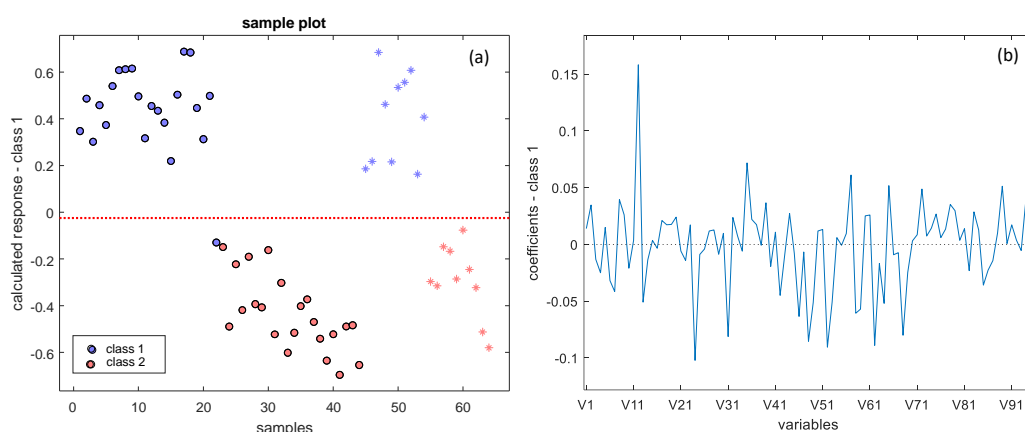 sample plot
(a)
calculated response - class 1
0.6
0.4
0.2
0
-0.2
-0.4
-0.6
class 1
class 2
0 10 20 30 40 50 60
samples
(b)
coefficients - class 1
0.15
0.1
0.05
0
-0.05
-0.1
V1 V11 V21 V31 V41 V51 V61 V71 V81 V91
variables